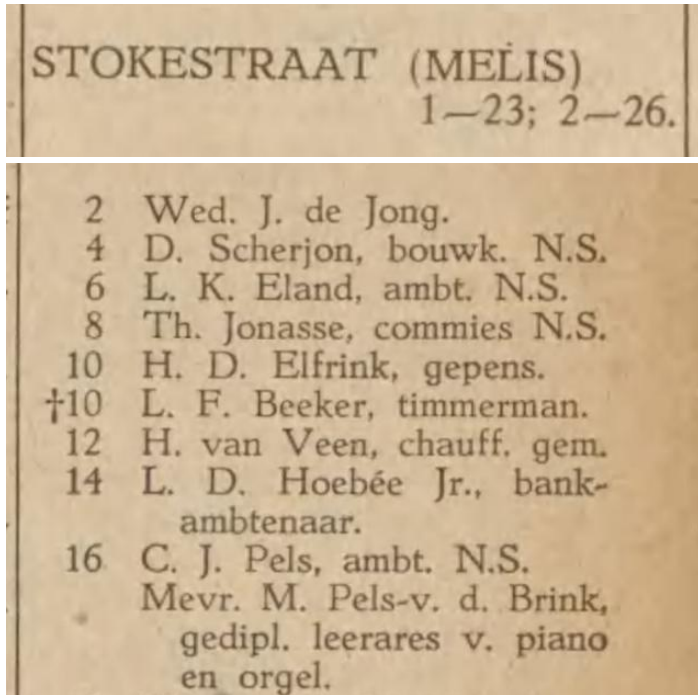 STOKESTRAAT (MELIS)
1—23; 2—26.
2 Wed. J. de Jong.
4 D. Scherjon, bouwk. N.S.
6 L. K. Eland, ambt. N.S.
8 Th. Jonasse, commies N.S.
10 H. D. Elfrink, gepens.
†10 L. F. Beeker, timmerman.
12 H. van Veen, chauff. gem.
14 L. D. Hoebée Jr., bank-
ambtenaar.
16 C. J. Pels, ambt. N.S.
Mevr. M. Pels-v. d. Brink,
gedipl. leerares v. piano
en orgel.